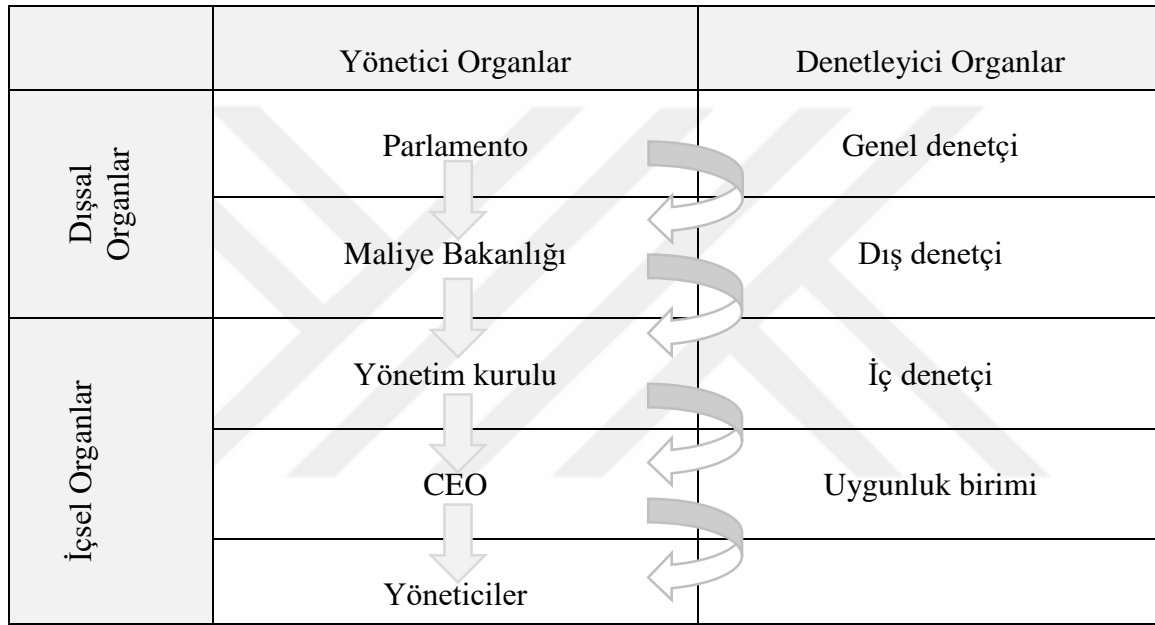 Yönetici Organlar
Denetleyici Organlar
Dışsal
Organlar
Parlamento
Genel denetçi
Maliye Bakanlığı
Dış denetçi
İçsel Organlar
Yönetim kurulu
İç denetçi
CEO
Uygunluk birimi
Yöneticiler